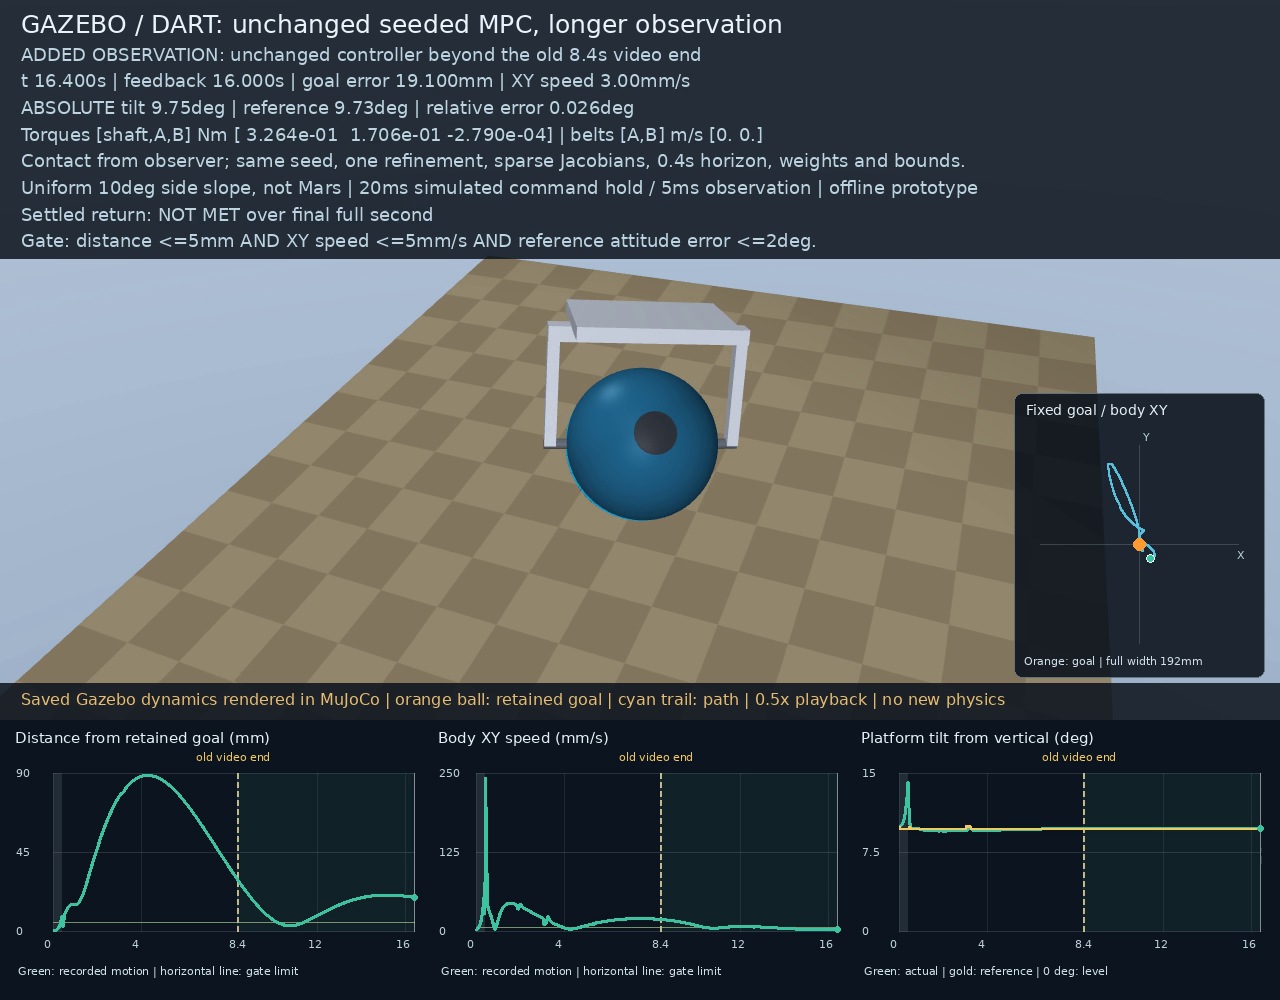 GAZEBO / DART: unchanged seeded MPC, longer observation
ADDED OBSERVATION: unchanged controller beyond the old 8.4s video end
t 16.400s | feedback 16.000s | goal error 19.100mm | XY speed 3.00mm/s
ABSOLUTE tilt 9.75deg | reference 9.73deg | relative error 0.026deg
Torques [shaft,A,B] Nm [ 3.264e-01  1.706e-01 -2.790e-04] | belts [A,B] m/s [0. 0.]
Contact from observer; same seed, one refinement, sparse Jacobians, 0.4s horizon, weights and bounds.
Uniform 10deg side slope, not Mars | 20ms simulated command hold / 5ms observation | offline prototype
Settled return: NOT MET over final full second
Gate: distance <=5mm AND XY speed <=5mm/s AND reference attitude error <=2deg.
Fixed goal / body XY
Y
X
Orange: goal | full width 192mm
Saved Gazebo dynamics rendered in MuJoCo | orange ball: retained goal | cyan trail: path | 0.5x playback | no new physics
Distance from retained goal (mm)
old video end
90
45
0
0 4 8.4 12 16
Green: recorded motion | horizontal line: gate limit
Body XY speed (mm/s)
old video end
250
125
0
0 4 8.4 12 16
Green: recorded motion | horizontal line: gate limit
Platform tilt from vertical (deg)
old video end
15
7.5
0
0 4 8.4 12 16
Green: actual | gold: reference | 0 deg: level